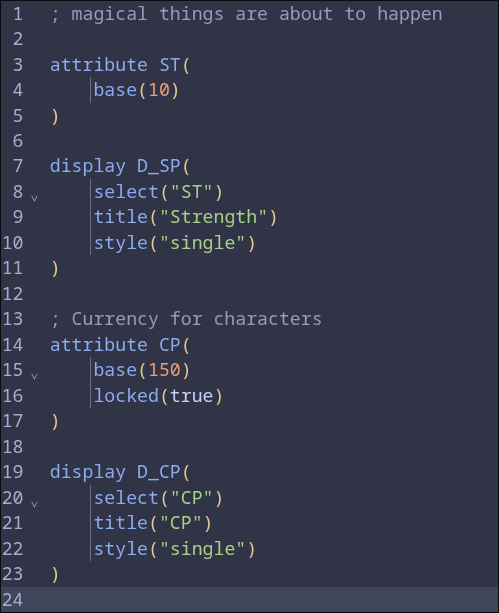 1 ; magical things are about to happen
2
3 attribute ST(
4     base(10)
5 )
6
7 display D_SP(
8     select("ST")
9     title("Strength")
10     style("single")
11 )
12
13 ; Currency for characters
14 attribute CP(
15     base(150)
16     locked(true)
17 )
18
19 display D_CP(
20     select("CP")
21     title("CP")
22     style("single")
23 )
24